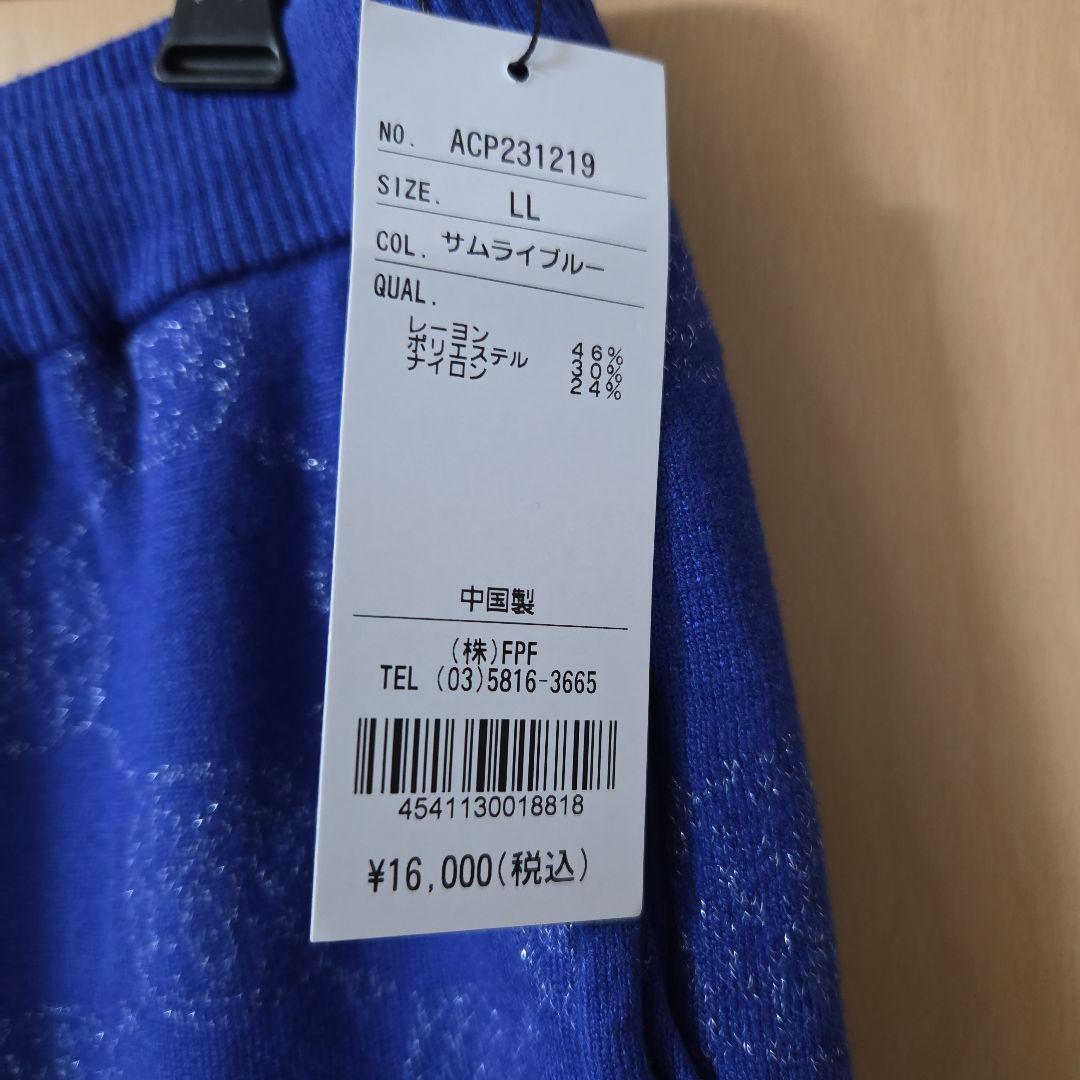 NO. ACP231219
SIZE. LL
COL. サムライブルー
QUAL.
レーヨン 46%
ポリエステル 30%
ナイロン 24%
中国製
(株)FPF
TEL (03)5816-3665
4541130018818
¥16,000(税込)